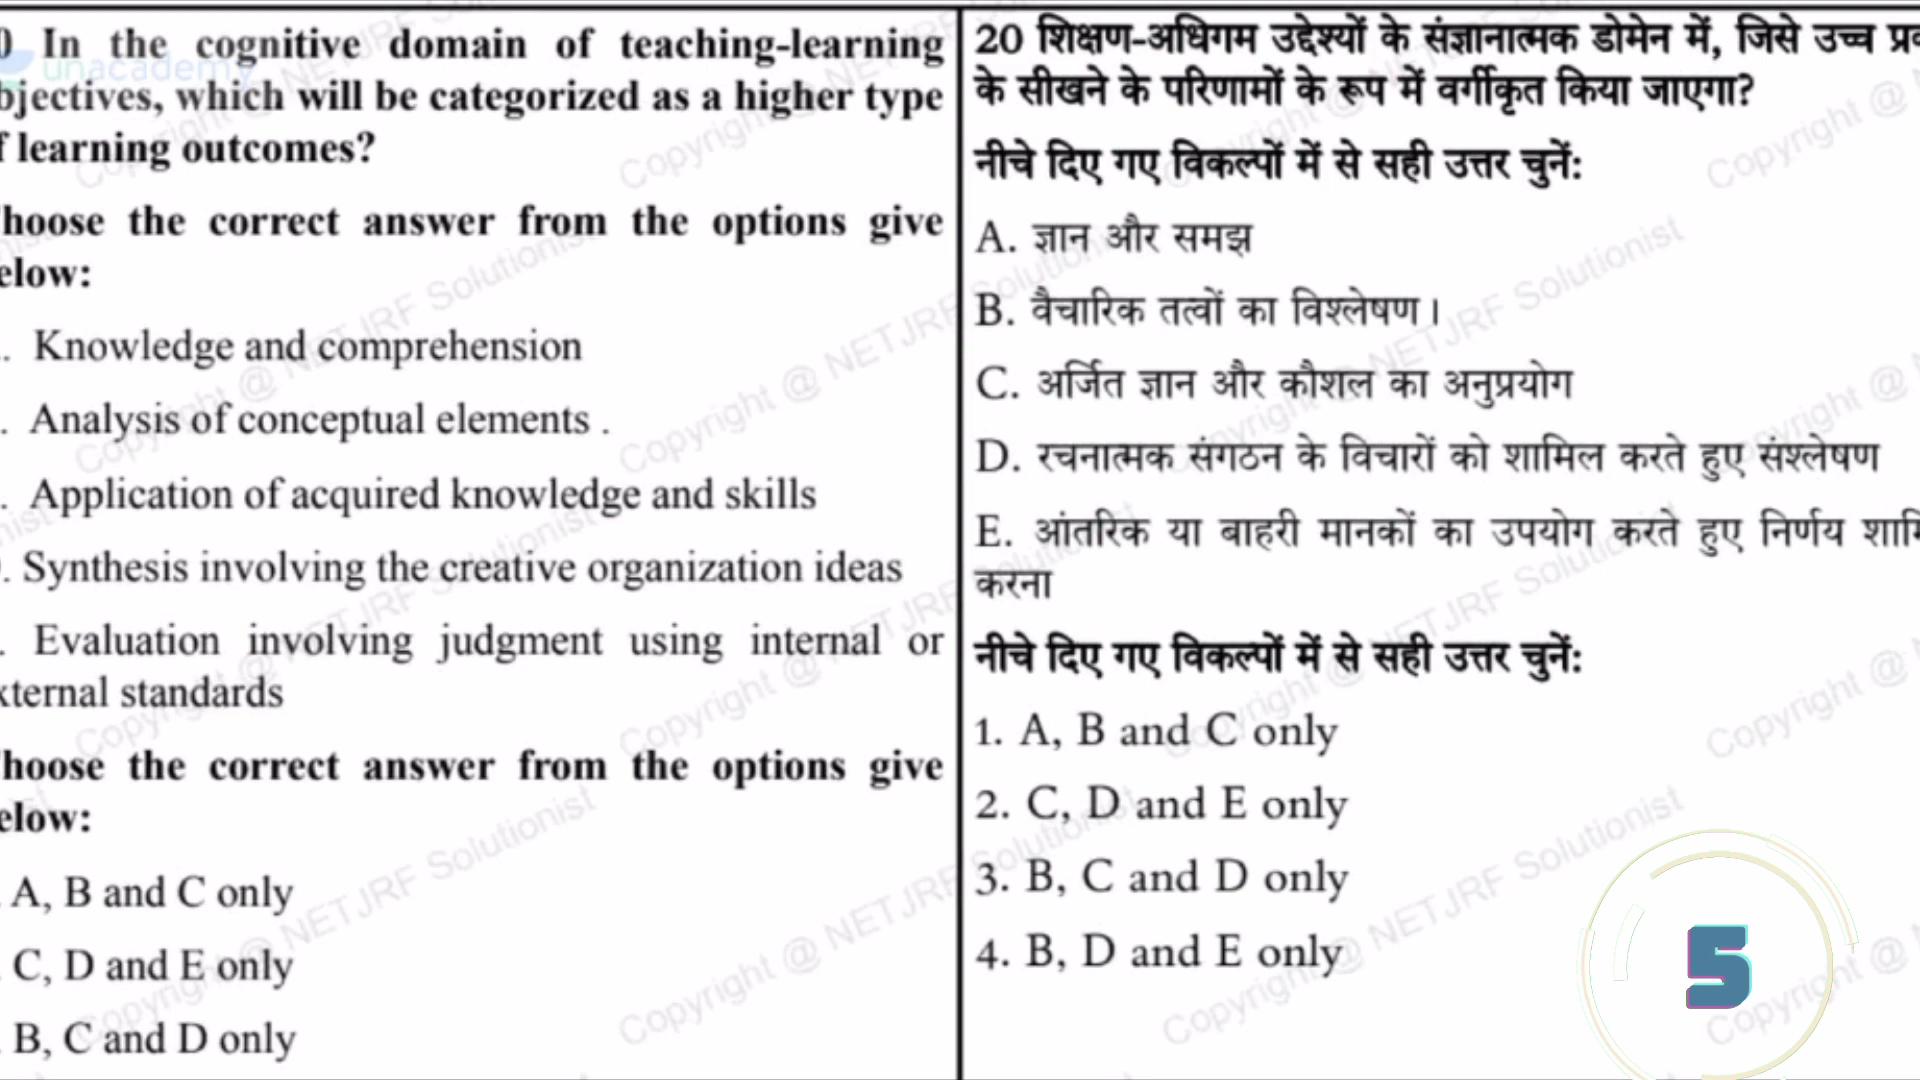 In the cognitive domain of teaching-learning
unacademy
bjectives, which will be categorized as a higher type
f learning outcomes?
hoose the correct answer from the options give
elow:
. Knowledge and comprehension
. Analysis of conceptual elements .
. Application of acquired knowledge and skills
. Synthesis involving the creative organization ideas
. Evaluation involving judgment using internal or
xternal standards
hoose the correct answer from the options give
elow:
A, B and C only
C, D and E only
B, C and D only
20 शिक्षण-अधिगम उद्देश्यों के संज्ञानात्मक डोमेन में, जिसे उच्च
के सीखने के परिणामों के रूप में वर्गीकृत किया जाएगा?
नीचे दिए गए विकल्पों में से सही उत्तर चुनें:
A. ज्ञान और समझ
B. वैचारिक तत्वों का विश्लेषण।
C. अर्जित ज्ञान और कौशल का अनुप्रयोग
D. रचनात्मक संगठन के विचारों को शामिल करते हुए संश्लेषण
E. आंतरिक या बाहरी मानकों का उपयोग करते हुए निर्णय
करना
नीचे दिए गए विकल्पों में से सही उत्तर चुनें:
1. A, B and C only
2. C, D and E only
3. B, C and D only
4. B, D and E only
5
Copyright @ NETJRF Solutionist